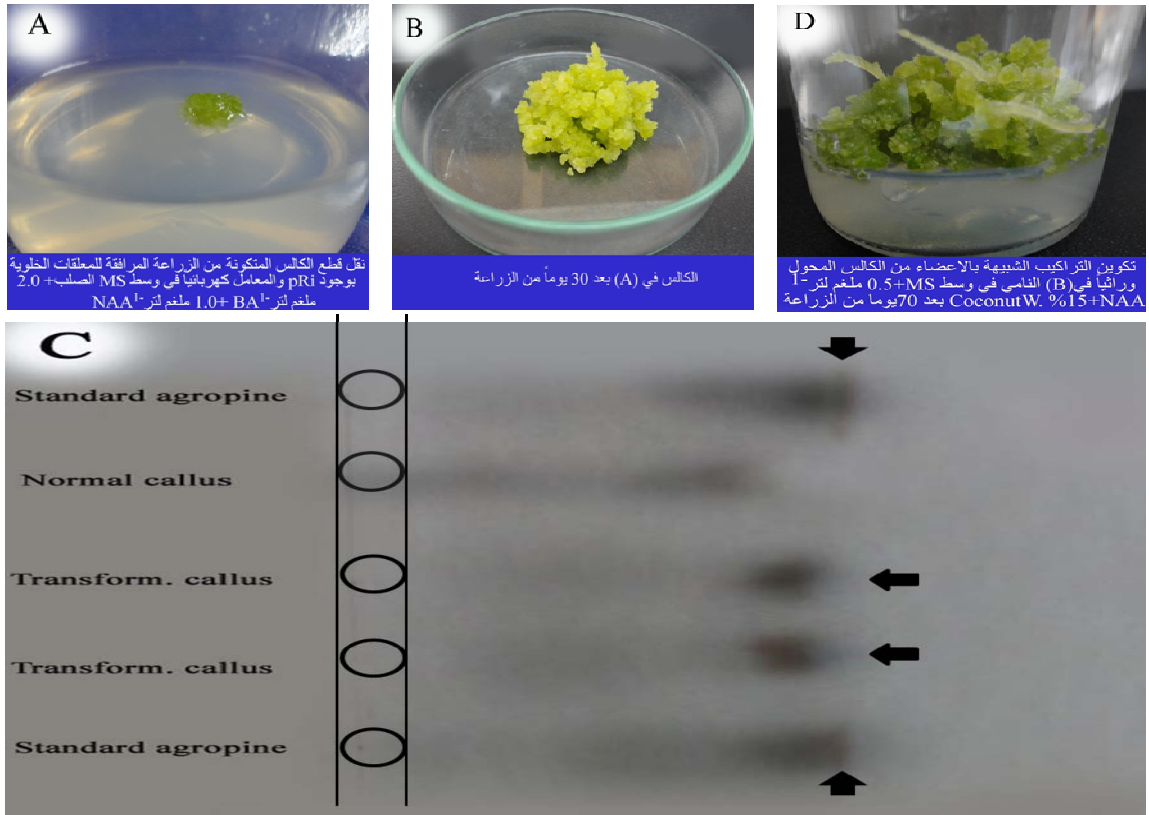 A
نقل قطع الكالس المتكونة من الزراعة المرافقة للمعلقات الخلوية
بوجود pRi والمعامل كهربائيا في وسط MS الصلب+ 2.0
ملغم لتر⁻¹ BA +1.0 ملغم لتر⁻¹ NAA
B
الكالس في (A) بعد 30 يوماً من الزراعة
D
تكوين التراكيب الشبيهة بالاعضاء من الكالس المحول
وراثياً في(B) النامي في وسط MS+0.5 ملغم لتر⁻¹
NAA+15% CoconutW. بعد 70يوما من الزراعة
C
Standard agropine
Normal callus
Transform. callus
Transform. callus
Standard agropine